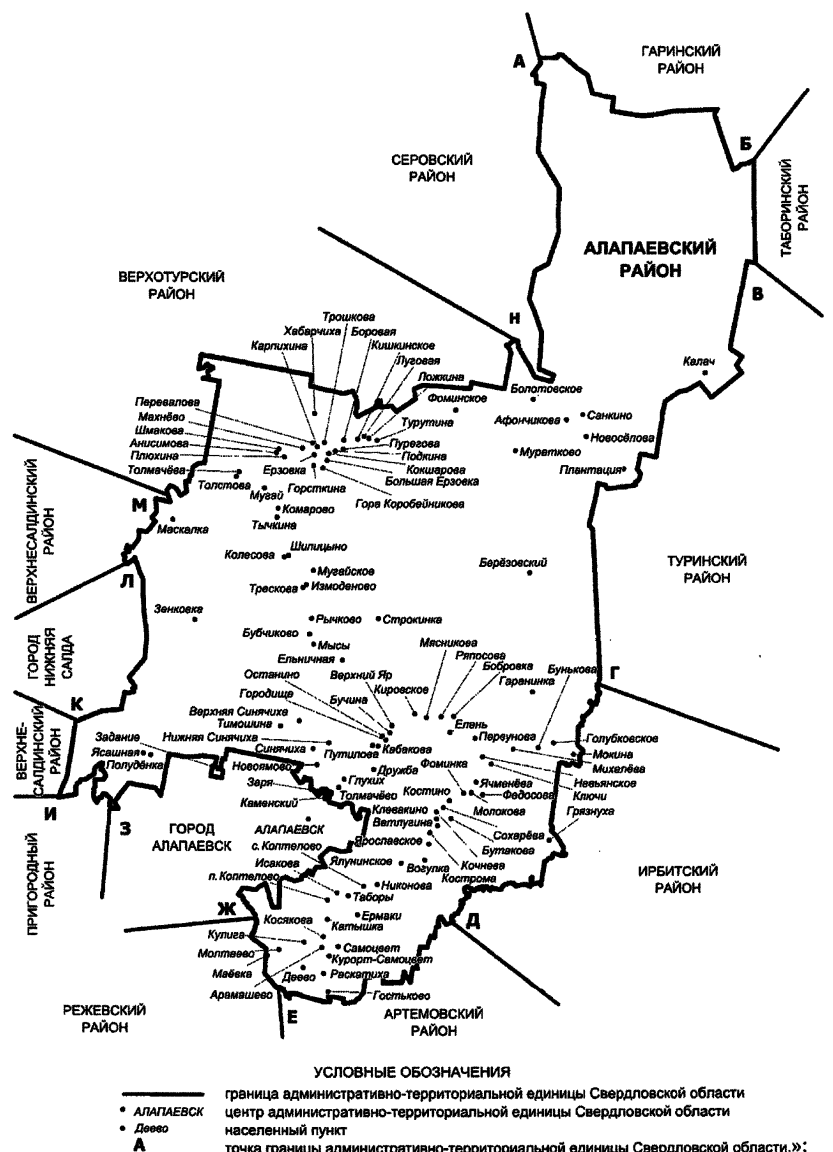 ГАРИНСКИЙ
РАЙОН
А
Б
СЕРОВСКИЙ
РАЙОН
ТАБОРИНСКИЙ
РАЙОН
АЛАПАЕВСКИЙ
РАЙОН
ВЕРХОТУРСКИЙ
РАЙОН
В
Н
Трошкова
Хабарчиха
Боровая
Карпихина
Кишкинское
Луговая
Ложкина
Калач
Болотовское
Фоминское
Перевалова
Махнёво
Шмакова
Анисимова
Плюхина
Толмачёва
Турутина
Афончикова
Санкино
Пурегова
Новосёлова
Подкина
Муратково
Кокшарова
Ерзовка
Большая Ерзовка
Плантация
Толстова
Горсткина
Мугай
Гора Коробейникова
М
Комарово
Тычкина
Маскалка
ВЕРХНЕСАЛДИНСКИЙ
РАЙОН
Колесова
Шипицыно
Л
Мугайское
Берёзовский
ТУРИНСКИЙ
РАЙОН
Трескова
Измоденово
Зенковка
Рычково
Строкинка
ГОРОД
НИЖНЯЯ
САЛДА
Бубчиково
Мысы
Мясникова
Ельничная
Ряпосова
Бобровка
Бунькова
Г
Останино
Верхний Яр
Гаранинка
Городище
Кировское
Бучина
К
Верхняя Синячиха
Тимошина
Елень
Задание
Нижняя Синячиха
Переунова
Голубковское
ВЕРХНЕ-
САЛДИНСКИЙ
РАЙОН
Ясашная
Синячиха
Путилова
Кабакова
Мокина
Полудёнка
Новоямово
Фоминка
Михалёва
Дружба
Заря
Глухих
Ячменёва
Невьянское
Костино
Толмачёво
Федосова
Ключи
Каменский
Клевакино
Молокова
Грязнуха
И
З
Ветлугина
ГОРОД
АЛАПАЕВСК
АЛАПАЕВСК
Сохарёва
с. Коптелово
Ярославское
Бутакова
Исакова
Ялунинское
Вогулка
Кочнева
ПРИГОРОДНЫЙ
РАЙОН
п. Коптелово
Кострома
ИРБИТСКИЙ
РАЙОН
Никонова
Таборы
Ж
Косякова
Ермаки
Катышка
Д
Кулига
Самоцвет
Молтаево
Курорт-Самоцвет
Маёвка
Деево
Раскатиха
Арамашево
Гостьково
РЕЖЕВСКИЙ
РАЙОН
Е
АРТЕМОВСКИЙ
РАЙОН
УСЛОВНЫЕ ОБОЗНАЧЕНИЯ
граница административно-территориальной единицы Свердловской области
АЛАПАЕВСК центр административно-территориальной единицы Свердловской области
Деево населенный пункт
А точка границы административно-территориальной единицы Свердловской области.»;